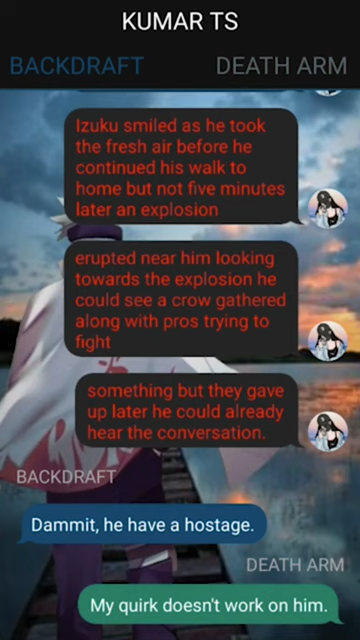 KUMAR TS
BACKDRAFT DEATH ARM
Izuku smiled as he took
the fresh air before he
continued his walk to
home but not five minutes
later an explosion
erupted near him looking
towards the explosion he
could see a crow gathered
along with pros trying to
fight
something but they gave
up later he could already
hear the conversation.
BACKDRAFT
Dammit, he have a hostage.
DEATH ARM
My quirk doesn't work on him.